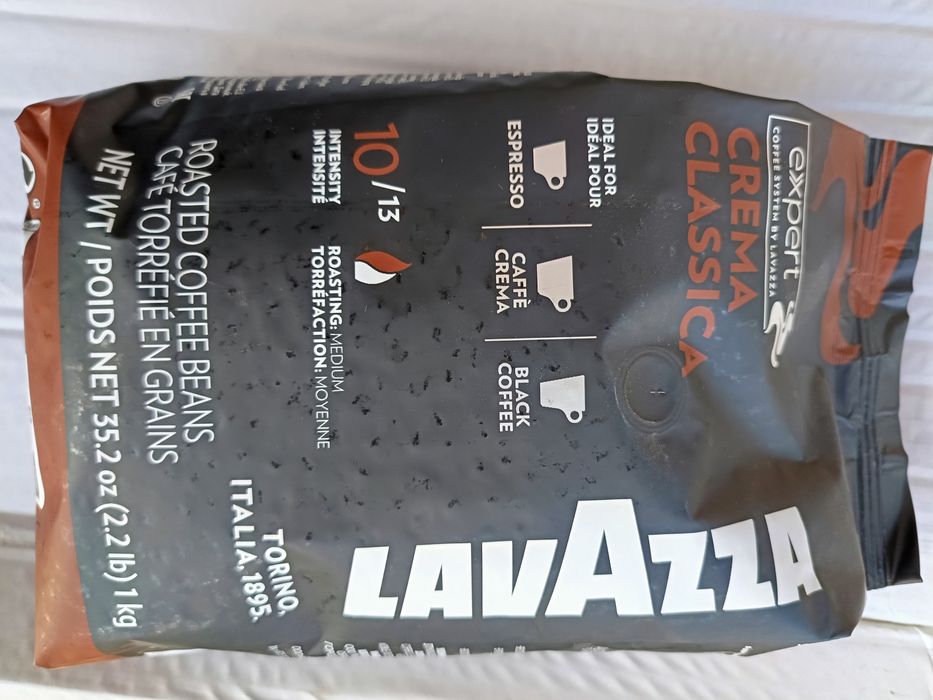 expert
COFFEE SYSTEM BY LAVAZZA
CREMA
CLASSICA
IDEAL FOR
IDÉAL POUR
ESPRESSO
CAFFÈ
CREMA
BLACK
COFFEE
10/13
INTENSITY
INTENSITÉ
ROASTING: MEDIUM
TORRÉFACTION: MOYENNE
ROASTED COFFEE BEANS
CAFÉ TORRÉFIÉ EN GRAINS
NET WT / POIDS NET 35.2 oz (2.2 lb) 1 kg
LAVAZZA
TORINO,
ITALIA, 1895